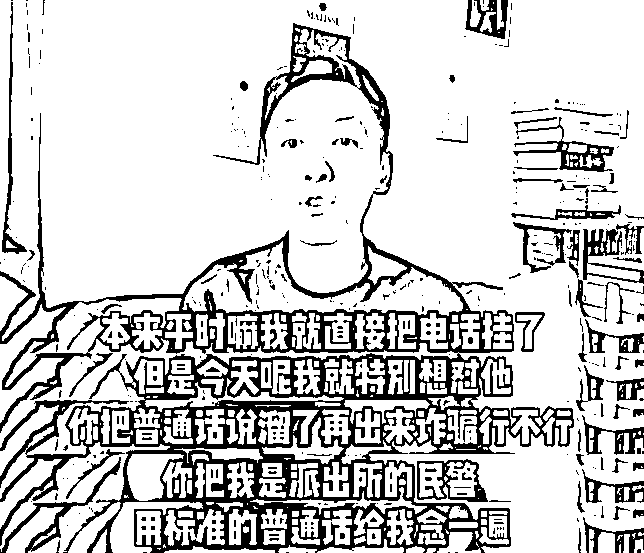 MATISSE
本来平时嘛我就直接把电话挂了
但是今天呢我就特别想怼他
你把普通话说溜了再出来诈骗行不行
你把我是派出所的民警
用标准的普通话给我念一遍